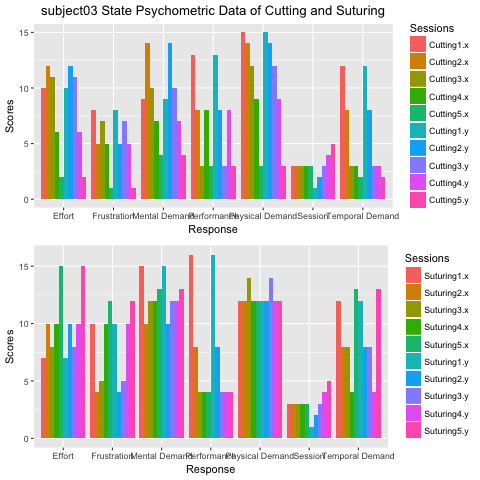 subject03 State Psychometric Data of Cutting and Suturing
Scores
15
10
5
0
Effort Frustration Mental Demand Performance Physical Demand Session Temporal Demand
Response
Sessions
Cutting1.x
Cutting2.x
Cutting3.x
Cutting4.x
Cutting5.x
Cutting1.y
Cutting2.y
Cutting3.y
Cutting4.y
Cutting5.y
Scores
15
10
5
0
Effort Frustration Mental Demand Performance Physical Demand Session Temporal Demand
Response
Sessions
Suturing1.x
Suturing2.x
Suturing3.x
Suturing4.x
Suturing5.x
Suturing1.y
Suturing2.y
Suturing3.y
Suturing4.y
Suturing5.y